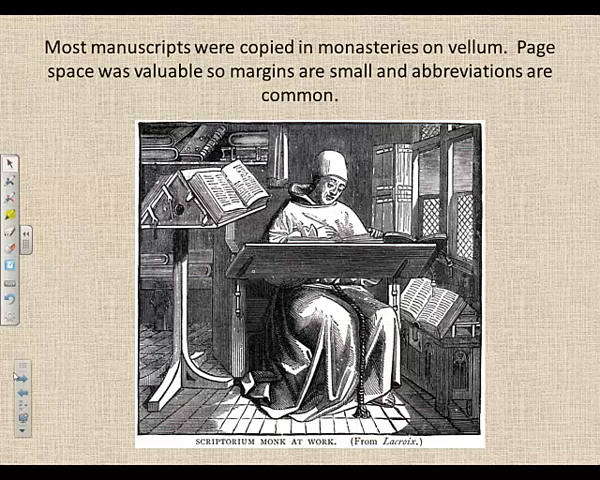 Most manuscripts were copied in monasteries on vellum. Page
space was valuable so margins are small and abbreviations are
common.
SCRIPTORIUM MONK AT WORK. (From Lacroix.)